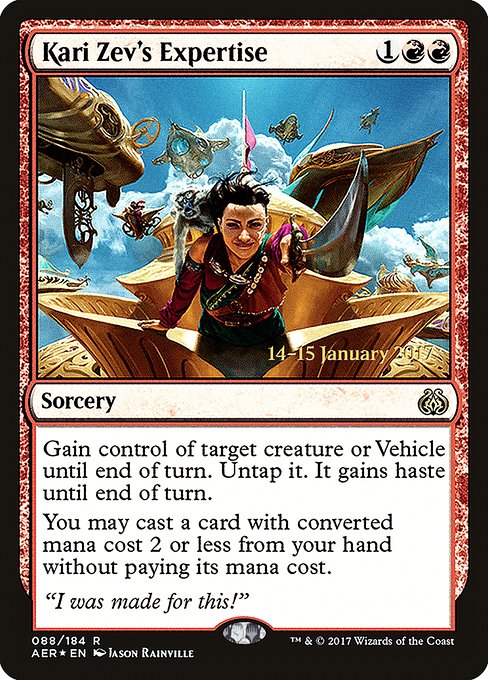 Kari Zev's Expertise 1
14-15 January 2017
Sorcery
Gain control of target creature or Vehicle
until end of turn. Untap it. It gains haste
until end of turn.
You may cast a card with converted
mana cost 2 or less from your hand
without paying its mana cost.
"I was made for this!"
088/184 R
AER★EN Jason Rainville
™ & © 2017 Wizards of the Coast